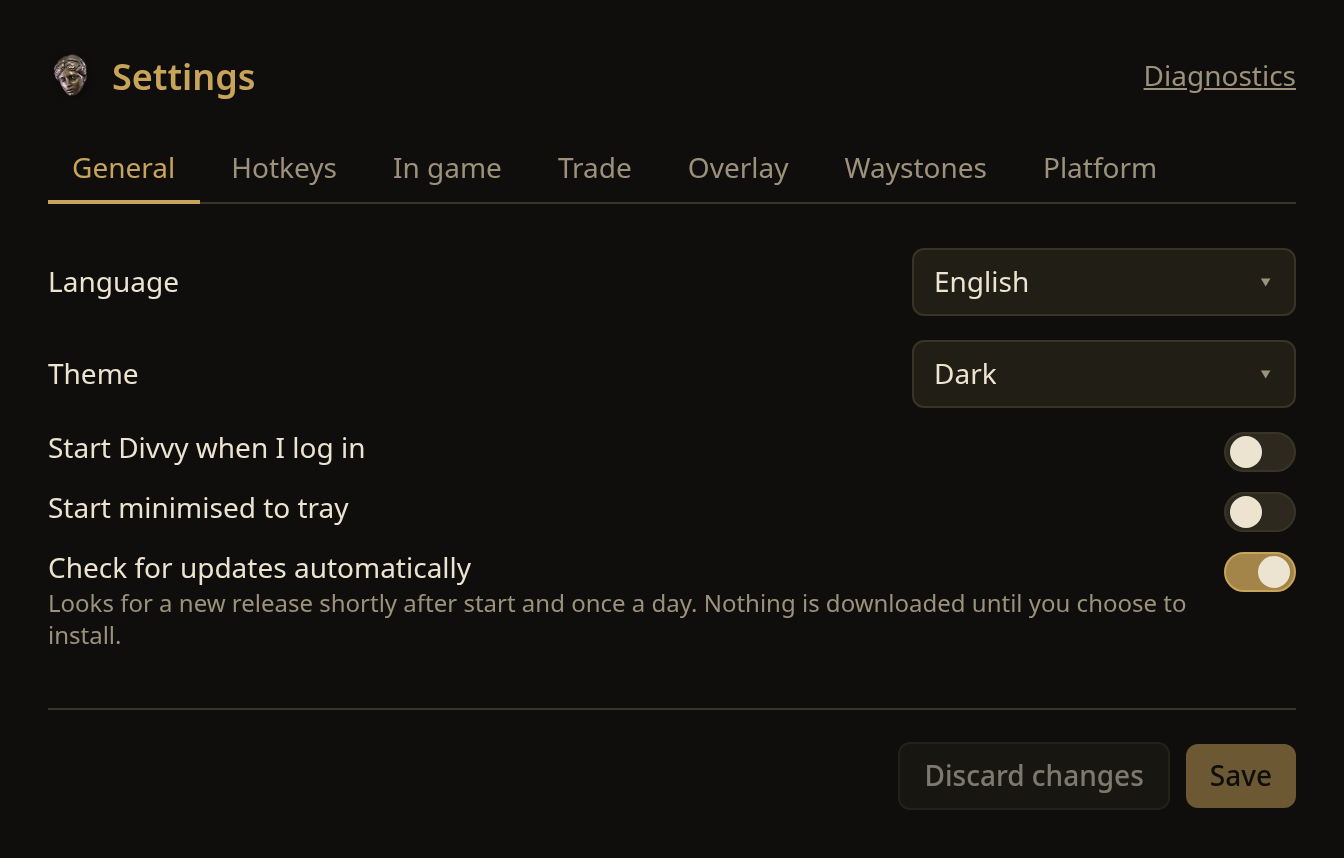 Settings
Diagnostics
General Hotkeys In game Trade Overlay Waystones Platform
Language English
Theme Dark
Start Divvy when I log in
Start minimised to tray
Check for updates automatically
Looks for a new release shortly after start and once a day. Nothing is downloaded until you choose to
install.
Discard changes Save